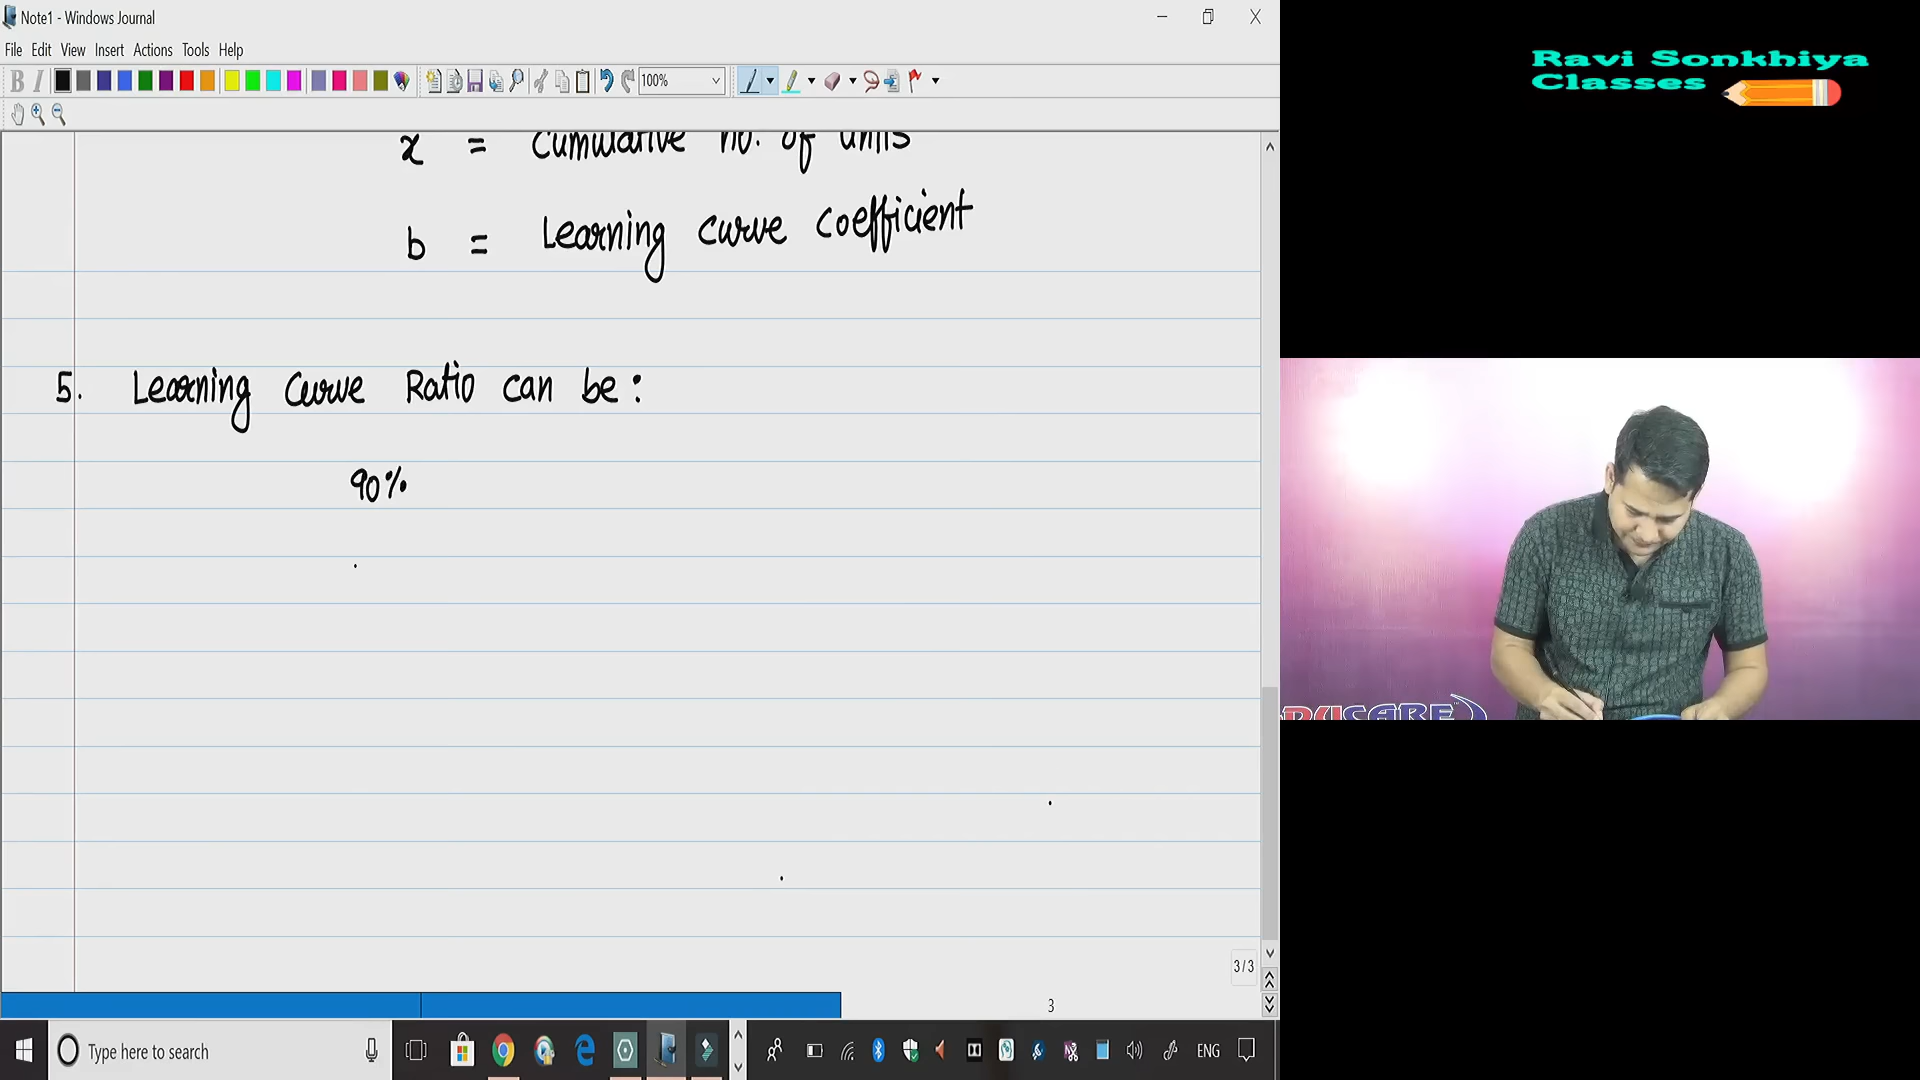 Note1 - Windows Journal
File Edit View Insert Actions Tools Help
B I 100%
x = Cumulative no. of units
b = Learning curve coefficient
5. Learning Curve Ratio can be:
90%
3/3
3
Type here to search
ENG
Ravi Sonkhiya
Classes